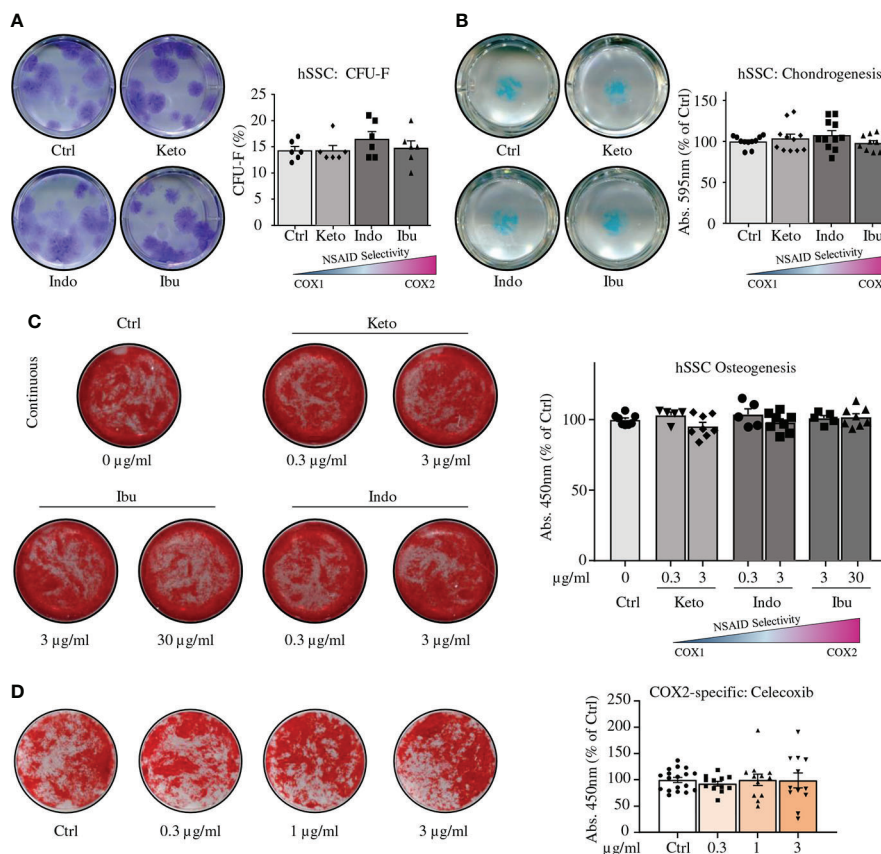 A
Ctrl
Keto
Indo
Ibu
hSSC: CFU-F
CFU-F (%)
25
20
15
10
5
0
Ctrl Keto Indo Ibu
NSAID Selectivity
COX1 COX2
B
Ctrl
Keto
Indo
Ibu
hSSC: Chondrogenesis
Abs. 595nm (% of Ctrl)
150
100
50
0
Ctrl Keto Indo Ibu
NSAID Selectivity
COX1
C
Continuous
Ctrl
Keto
0 µg/ml
0.3 µg/ml
3 µg/ml
Ibu
Indo
3 µg/ml
30 µg/ml
0.3 µg/ml
3 µg/ml
hSSC Osteogenesis
Abs. 450nm (% of Ctrl)
100
50
0
µg/ml 0 0.3 3 0.3 3 3 30
Ctrl Keto Indo Ibu
NSAID Selectivity
COX1 COX2
D
Ctrl
0.3 µg/ml
1 µg/ml
3 µg/ml
COX2-specific: Celecoxib
Abs. 450nm (% of Ctrl)
250
200
150
100
50
0
µg/ml Ctrl 0.3 1 3